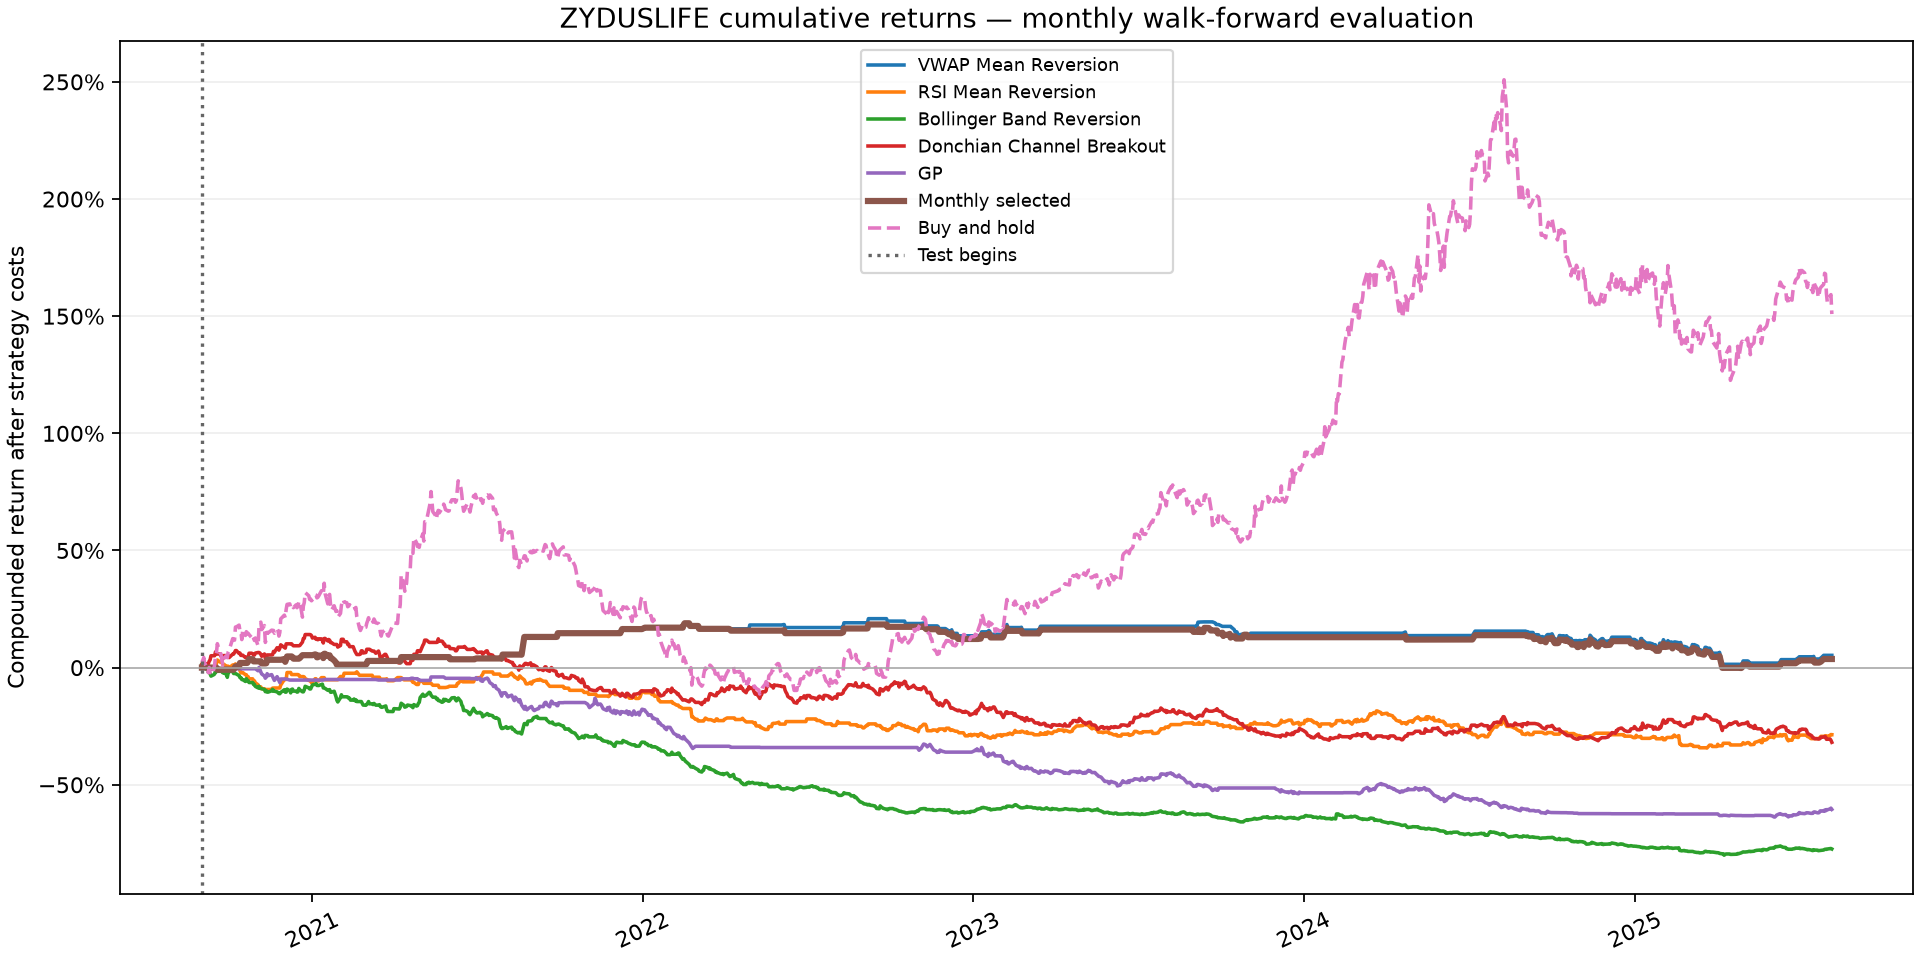 ZYDUSLIFE cumulative returns — monthly walk-forward evaluation
Compounded return after strategy costs
250%
200%
150%
100%
50%
0%
−50%
VWAP Mean Reversion
RSI Mean Reversion
Bollinger Band Reversion
Donchian Channel Breakout
GP
Monthly selected
Buy and hold
Test begins
2021
2022
2023
2024
2025